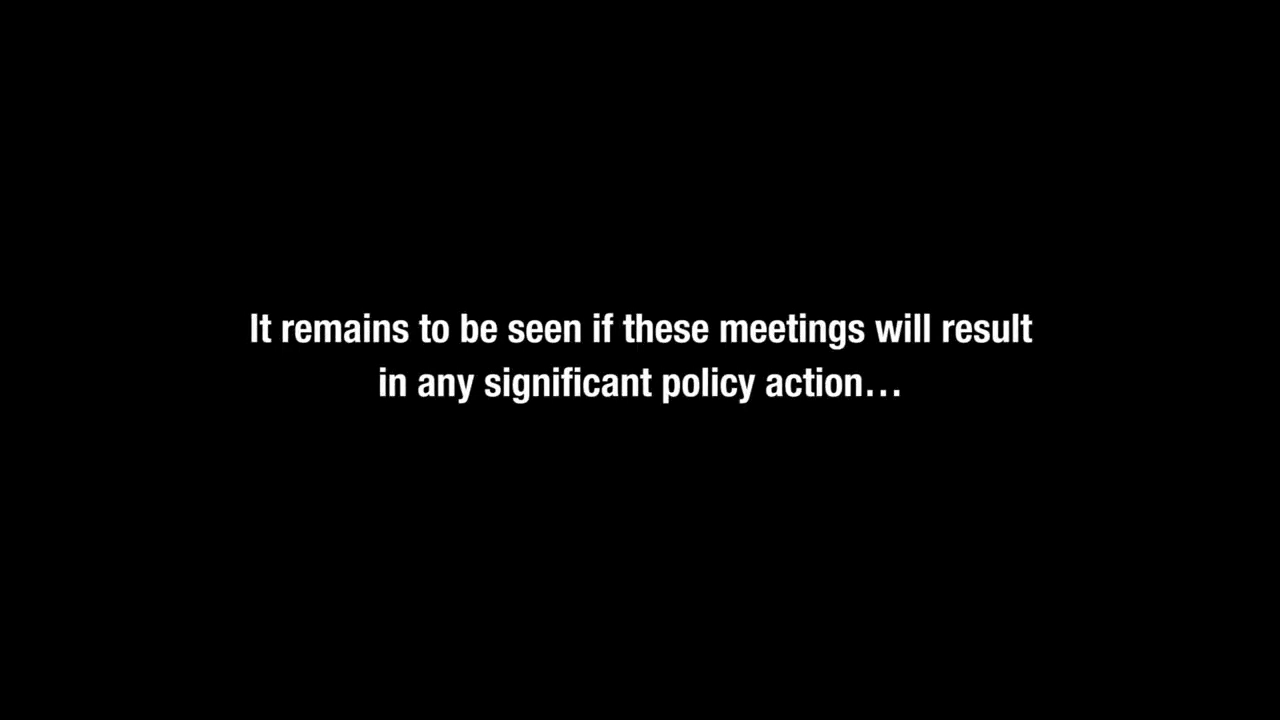 It remains to be seen if these meetings will result
in any significant policy action…